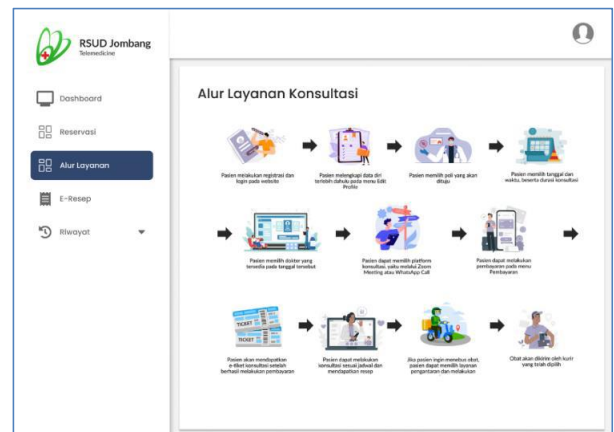 RSUD Jombang
Telemedicine
Dashboard
Reservasi
Alur Layanan
E-Resep
Riwayat
Alur Layanan Konsultasi
Pasien melakukan registrasi dan
login pada website
Pasien melengkapi data diri
terlebih dahulu pada menu Edit
Profile
Pasien memilih poli yang akan
dituju
Pasien memilih tanggal dan
waktu, beserta durasi konsultasi
Pasien memilih dokter yang
tersedia pada tanggal tersebut
Pasien dapat memilih platform
konsultasi, yaitu melalui Zoom
Meeting atau WhatsApp Call
Pasien dapat melakukan
pembayaran pada menu
Pembayaran
TICKET
TICKET
Pasien akan mendapatkan
e-tiket konsultasi setelah
berhasil melakukan pembayaran
Pasien dapat melakukan
konsultasi sesuai jadwal dan
mendapatkan resep
Jika pasien ingin menebus obat,
pasien dapat memilih layanan
pengantaran dan melakukan
Obat akan dikirim oleh kurir
yang telah dipilih